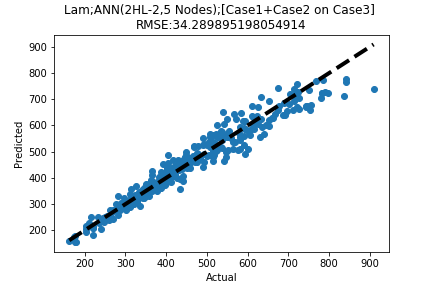 Lam;ANN(2HL-2,5 Nodes);[Case1+Case2 on Case3]
RMSE:34.289895198054914
900
800
700
600
500
400
300
200
Predicted
200 300 400 500 600 700 800 900
Actual